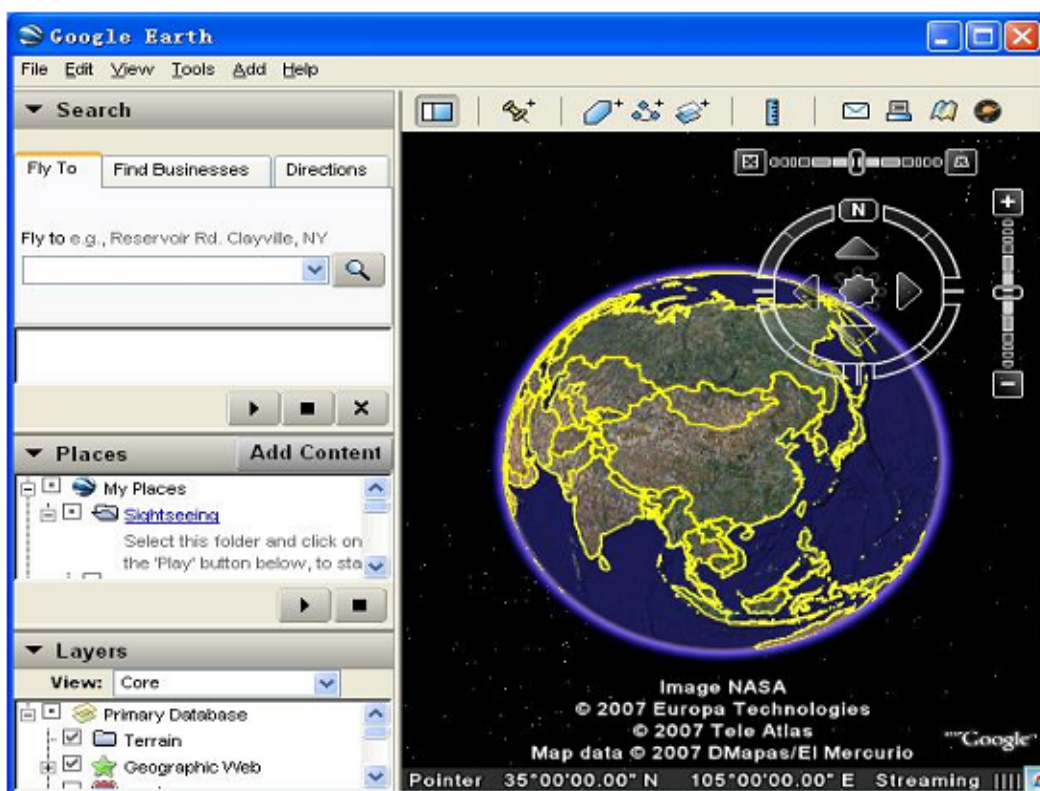 Google Earth
File Edit View Tools Add Help
Search
Fly To Find Businesses Directions
Fly to e.g., Reservoir Rd. Clayville, NY
Places Add Content
My Places
Sightseeing
Select this folder and click on
the 'Play' button below, to sta
Layers
View: Core
Primary Database
Terrain
Geographic Web
N
Image NASA
© 2007 Europa Technologies
© 2007 Tele Atlas
Map data © 2007 DMapas/El Mercurio
Google
Pointer 35°00'00.00" N 105°00'00.00" E Streaming ||||